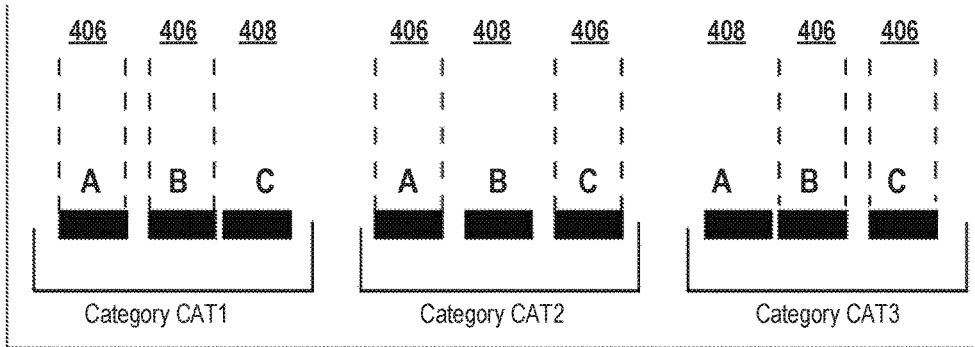 406 406 408 406 408 406 408 406 406
A B C A B C A B C
Category CAT1 Category CAT2 Category CAT3